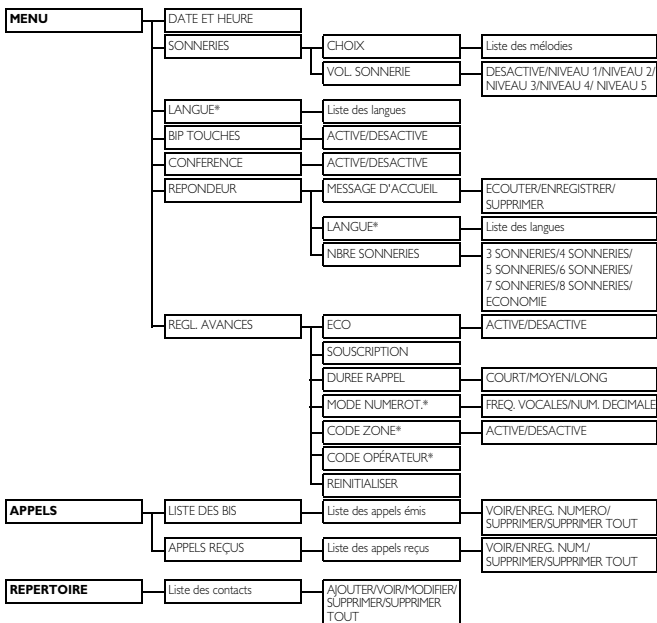 MENU
DATE ET HEURE
SONNERIES
CHOIX
Liste des mélodies
VOL. SONNERIE
DESACTIVE/NIVEAU 1/NIVEAU 2/
NIVEAU 3/NIVEAU 4/ NIVEAU 5
LANGUE*
Liste des langues
BIP TOUCHES
ACTIVE/DESACTIVE
CONFERENCE
ACTIVE/DESACTIVE
REPONDEUR
MESSAGE D'ACCUEIL
ECOUTER/ENREGISTRER/
SUPPRIMER
LANGUE*
Liste des langues
NBRE SONNERIES
3 SONNERIES/4 SONNERIES/
5 SONNERIES/6 SONNERIES/
7 SONNERIES/8 SONNERIES/
ECONOMIE
REGL. AVANCES
ECO
ACTIVE/DESACTIVE
SOUSCRIPTION
DUREE RAPPEL
COURT/MOYEN/LONG
MODE NUMEROT.*
FREQ. VOCALES/NUM. DECIMALE
CODE ZONE*
ACTIVE/DESACTIVE
CODE OPÉRATEUR*
REINITIALISER
APPELS
LISTE DES BIS
Liste des appels émis
VOIR/ENREG. NUMERO/
SUPPRIMER/SUPPRIMER TOUT
APPELS REÇUS
Liste des appels reçus
VOIR/ENREG. NUM./
SUPPRIMER/SUPPRIMER TOUT
REPERTOIRE
Liste des contacts
AJOUTER/VOIR/MODIFIER/
SUPPRIMER/SUPPRIMER
TOUT